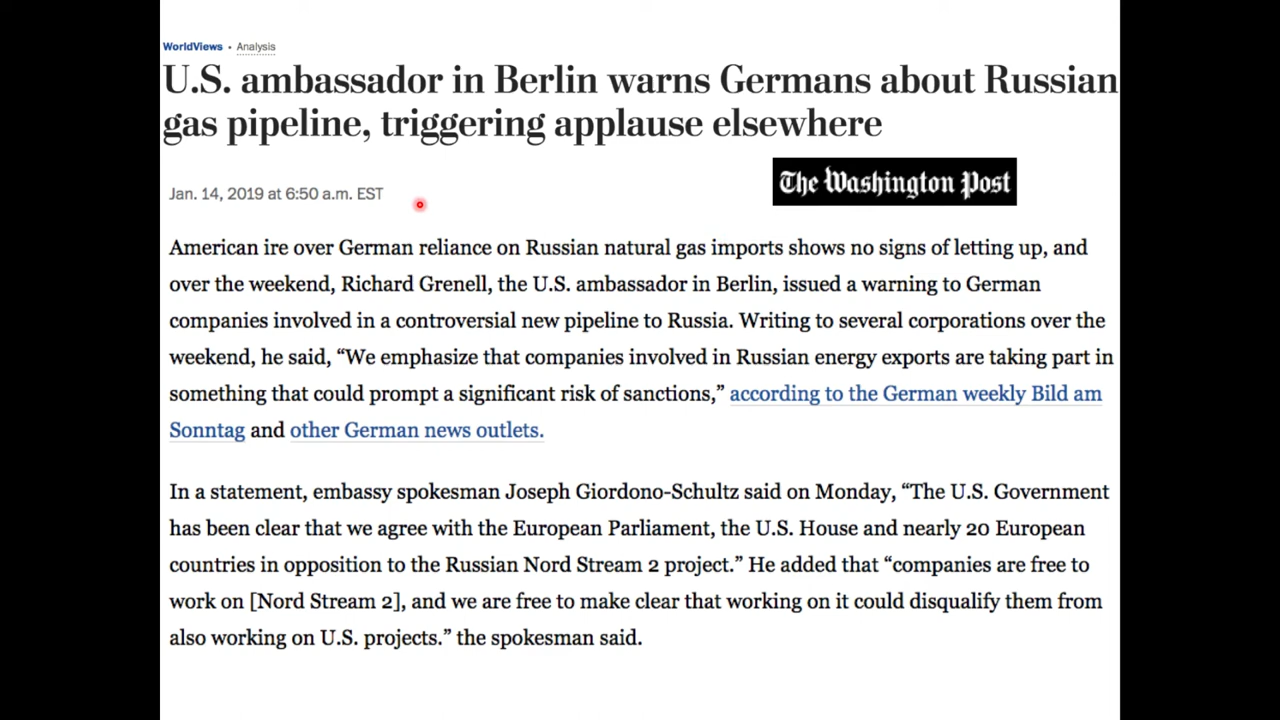 WorldViews • Analysis
U.S. ambassador in Berlin warns Germans about Russian
gas pipeline, triggering applause elsewhere
The Washington Post
Jan. 14, 2019 at 6:50 a.m. EST
American ire over German reliance on Russian natural gas imports shows no signs of letting up, and
over the weekend, Richard Grenell, the U.S. ambassador in Berlin, issued a warning to German
companies involved in a controversial new pipeline to Russia. Writing to several corporations over the
weekend, he said, “We emphasize that companies involved in Russian energy exports are taking part in
something that could prompt a significant risk of sanctions,” according to the German weekly Bild am
Sonntag and other German news outlets.
In a statement, embassy spokesman Joseph Giordono-Schultz said on Monday, “The U.S. Government
has been clear that we agree with the European Parliament, the U.S. House and nearly 20 European
countries in opposition to the Russian Nord Stream 2 project.” He added that “companies are free to
work on [Nord Stream 2], and we are free to make clear that working on it could disqualify them from
also working on U.S. projects.” the spokesman said.